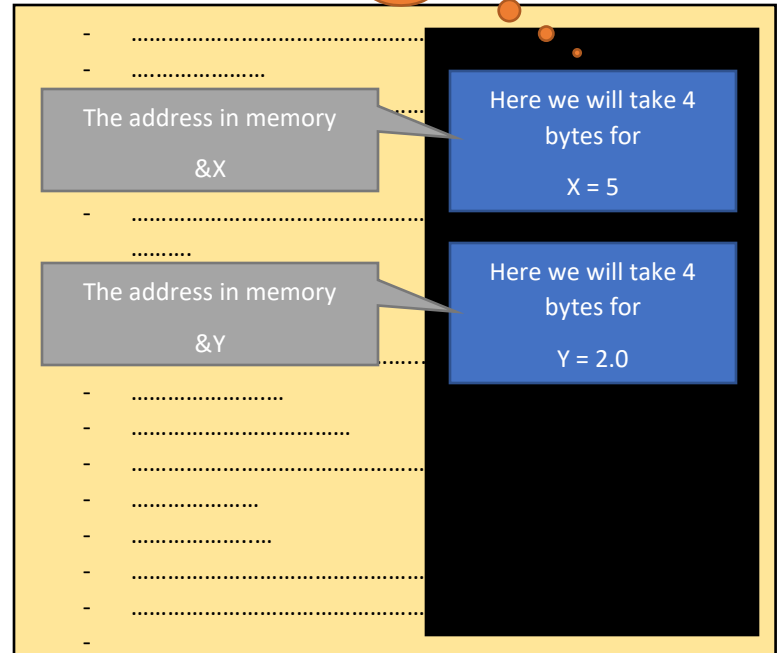 - ...............................................
- ......................
The address in memory
&X
Here we will take 4
bytes for
X = 5
- ...............................................
..........
The address in memory
&Y
Here we will take 4
bytes for
Y = 2.0
- .........................
- ...................................
- ...............................................
- .....................
- .......................
- ...............................................
- ...............................................
-